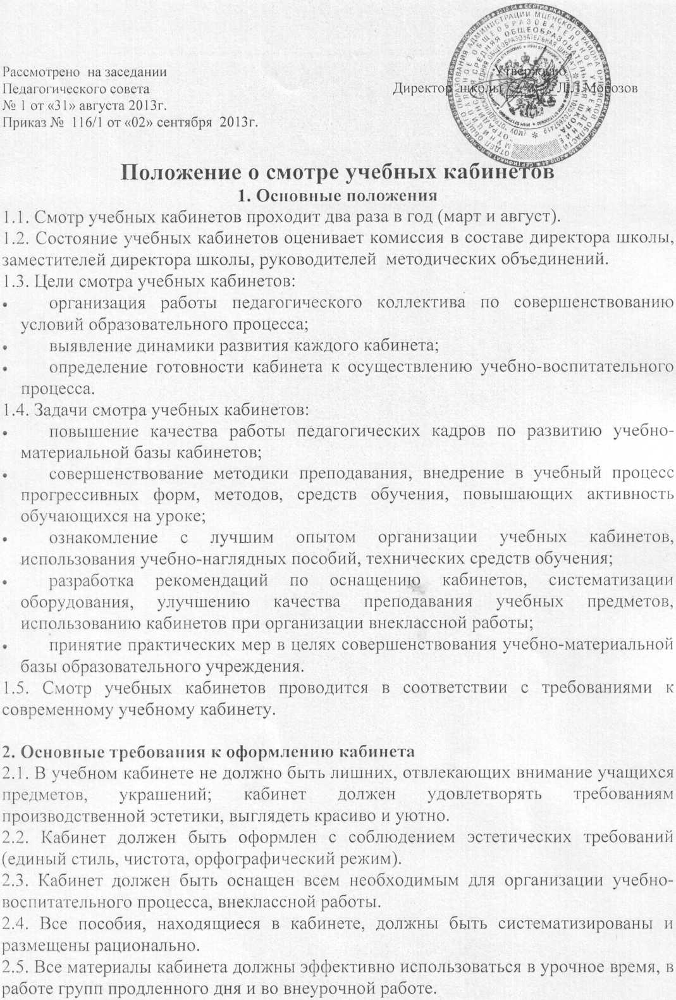 Рассмотрено на заседании
Педагогического совета
№ 1 от «31» августа 2013г.
Приказ № 116/1 от «02» сентября 2013г.
Утверждаю
Директор школы Л.Л.Морозов
Положение о смотре учебных кабинетов
1. Основные положения
1.1. Смотр учебных кабинетов проходит два раза в год (март и август).
1.2. Состояние учебных кабинетов оценивает комиссия в составе директора школы,
заместителей директора школы, руководителей методических объединений.
1.3. Цели смотра учебных кабинетов:
• организация работы педагогического коллектива по совершенствованию
условий образовательного процесса;
• выявление динамики развития каждого кабинета;
• определение готовности кабинета к осуществлению учебно-воспитательного
процесса.
1.4. Задачи смотра учебных кабинетов:
• повышение качества работы педагогических кадров по развитию учебно-
материальной базы кабинетов;
• совершенствование методики преподавания, внедрение в учебный процесс
прогрессивных форм, методов, средств обучения, повышающих активность
обучающихся на уроке;
• ознакомление с лучшим опытом организации учебных кабинетов,
использования учебно-наглядных пособий, технических средств обучения;
• разработка рекомендаций по оснащению кабинетов, систематизации
оборудования, улучшению качества преподавания учебных предметов,
использованию кабинетов при организации внеклассной работы;
• принятие практических мер в целях совершенствования учебно-материальной
базы образовательного учреждения.
1.5. Смотр учебных кабинетов проводится в соответствии с требованиями к
современному учебному кабинету.
2. Основные требования к оформлению кабинета
2.1. В учебном кабинете не должно быть лишних, отвлекающих внимание учащихся
предметов, украшений; кабинет должен удовлетворять требованиям
производственной эстетики, выглядеть красиво и уютно.
2.2. Кабинет должен быть оформлен с соблюдением эстетических требований
(единый стиль, чистота, орфографический режим).
2.3. Кабинет должен быть оснащен всем необходимым для организации учебно-
воспитательного процесса, внеклассной работы.
2.4. Все пособия, находящиеся в кабинете, должны быть систематизированы и
размещены рационально.
2.5. Все материалы кабинета должны эффективно использоваться в урочное время, в
работе групп продленного дня и во внеурочной работе.